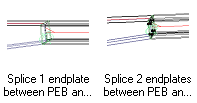 Splice 1 endplate
between PEB an...
Splice 2 endplates
between PEB an...